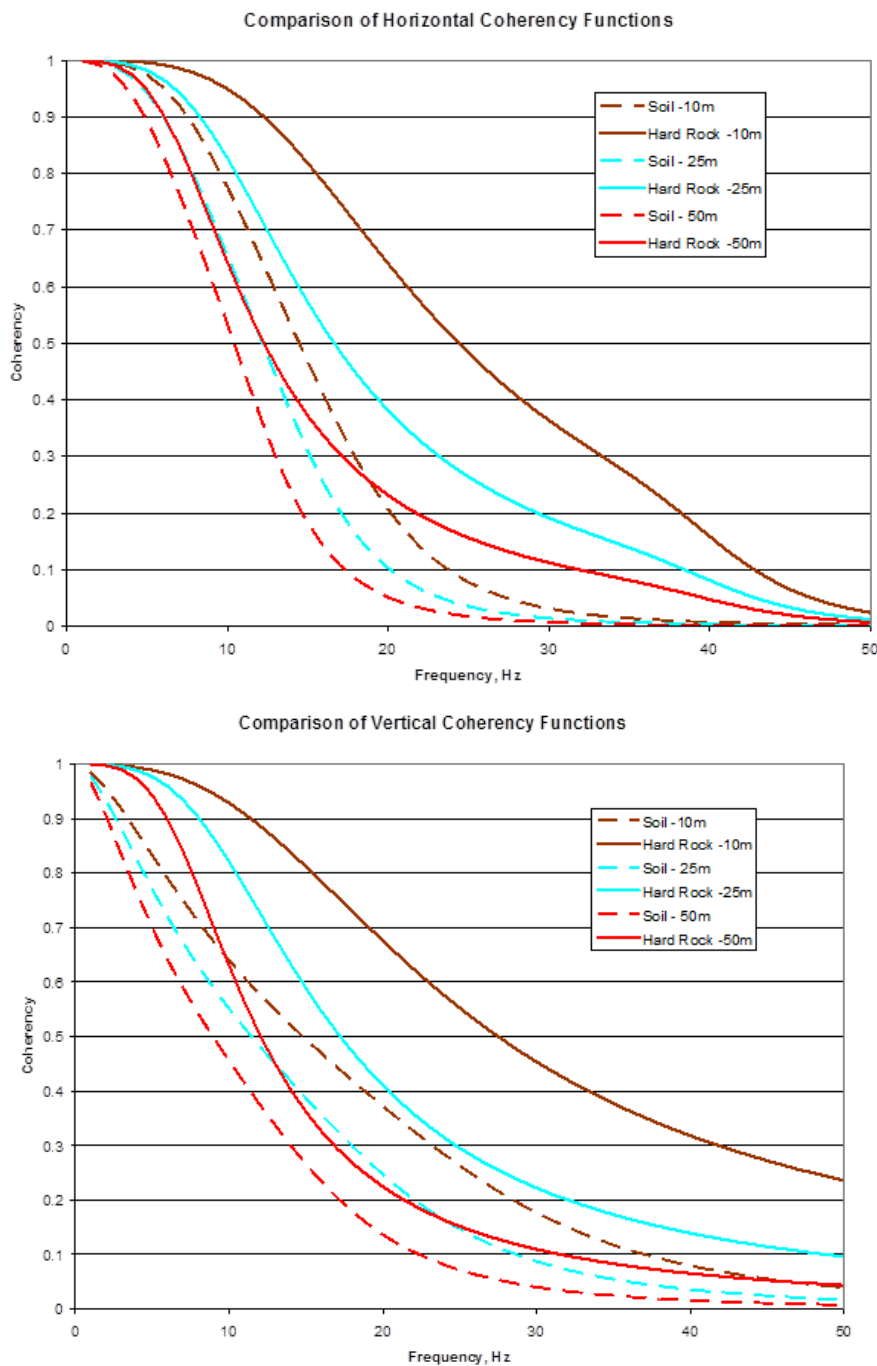 Comparison of Horizontal Coherency Functions
1
0.9
0.8
0.7
0.6
0.5
0.4
0.3
0.2
0.1
0
Coherency
Soil -10m
Hard Rock -10m
Soil - 25m
Hard Rock -25m
Soil - 50m
Hard Rock -50m
0 10 20 30 40 50
Frequency, Hz
Comparison of Vertical Coherency Functions
1
0.9
0.8
0.7
0.6
0.5
0.4
0.3
0.2
0.1
0
Coherency
Soil -10m
Hard Rock -10m
Soil - 25m
Hard Rock -25m
Soil - 50m
Hard Rock -50m
0 10 20 30 40 50
Frequency, Hz